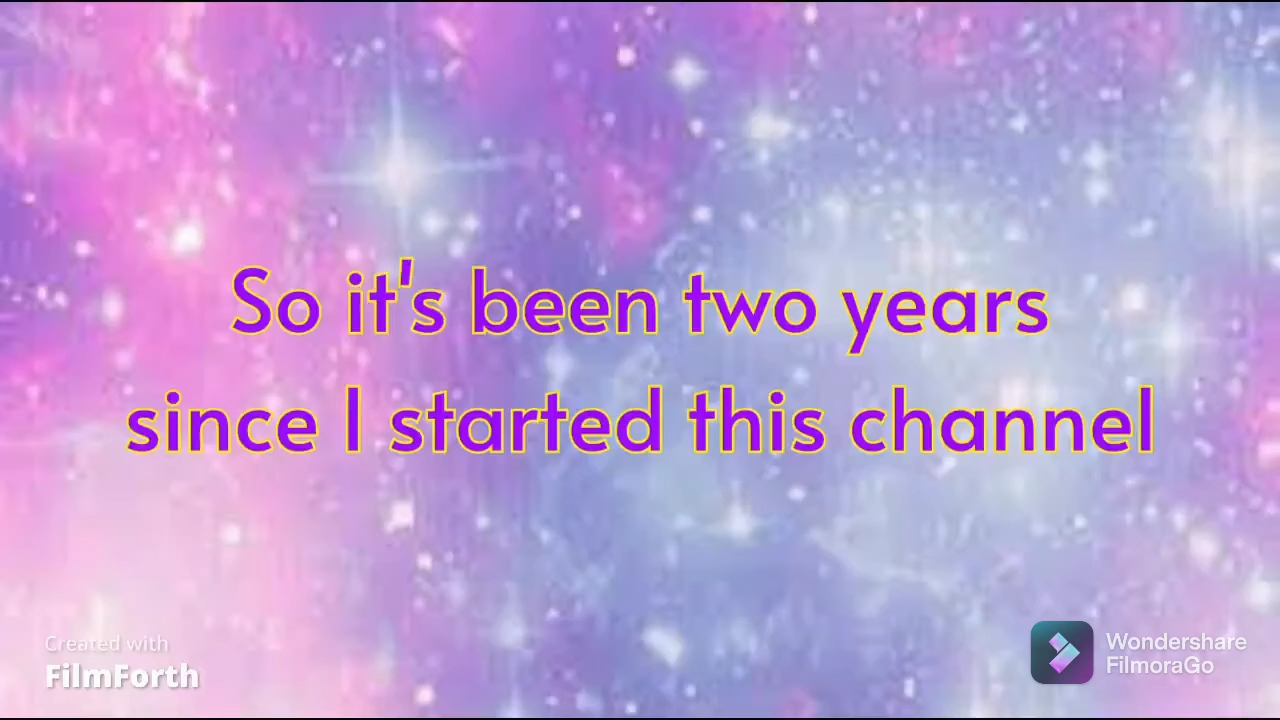 So it's been two years
since I started this channel
Created with
FilmForth
Wondershare
FilmoraGo